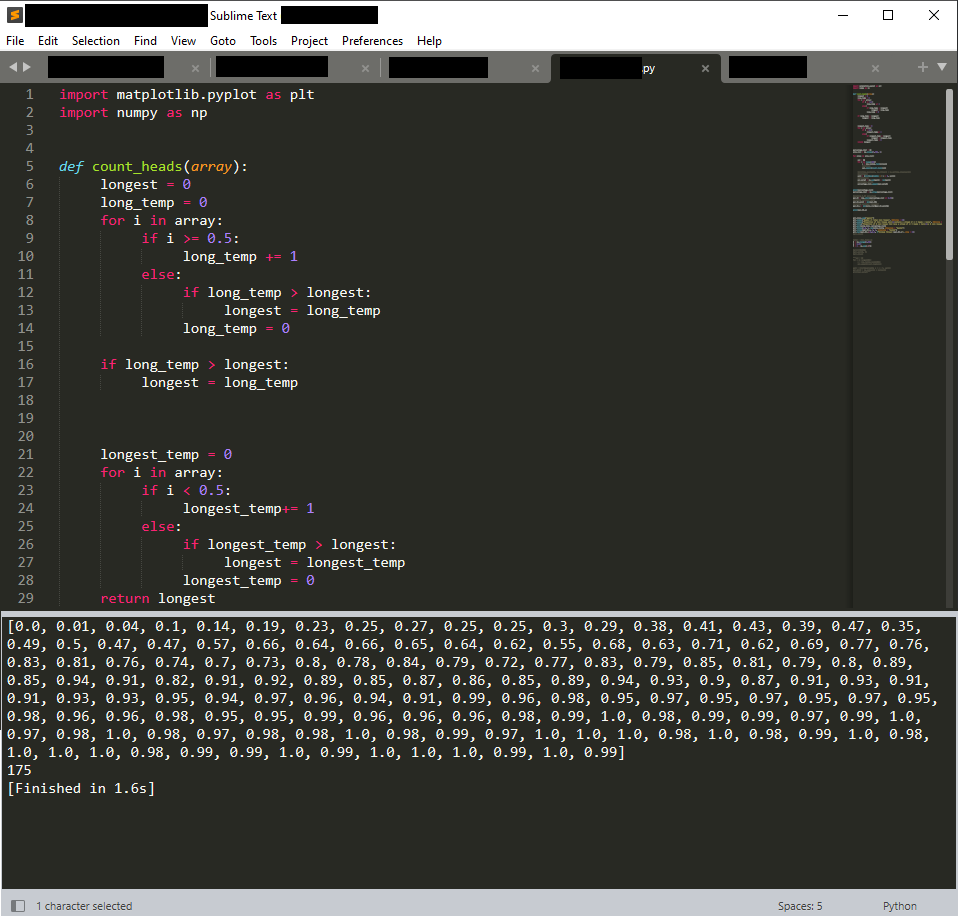 Sublime Text
File Edit Selection Find View Goto Tools Project Preferences Help
.py
1 import matplotlib.pyplot as plt
2 import numpy as np
3
4
5 def count_heads(array):
6 longest = 0
7 long_temp = 0
8 for i in array:
9 if i >= 0.5:
10 long_temp += 1
11 else:
12 if long_temp > longest:
13 longest = long_temp
14 long_temp = 0
15
16 if long_temp > longest:
17 longest = long_temp
18
19
20
21 longest_temp = 0
22 for i in array:
23 if i < 0.5:
24 longest_temp+= 1
25 else:
26 if longest_temp > longest:
27 longest = longest_temp
28 longest_temp = 0
29 return longest
[0.0, 0.01, 0.04, 0.1, 0.14, 0.19, 0.23, 0.25, 0.27, 0.25, 0.25, 0.3, 0.29, 0.38, 0.41, 0.43, 0.39, 0.47, 0.35,
0.49, 0.5, 0.47, 0.47, 0.57, 0.66, 0.64, 0.66, 0.65, 0.64, 0.62, 0.55, 0.68, 0.63, 0.71, 0.62, 0.69, 0.77, 0.76,
0.83, 0.81, 0.76, 0.74, 0.7, 0.73, 0.8, 0.78, 0.84, 0.79, 0.72, 0.77, 0.83, 0.79, 0.85, 0.81, 0.79, 0.8, 0.89,
0.85, 0.94, 0.91, 0.82, 0.91, 0.92, 0.89, 0.85, 0.87, 0.86, 0.85, 0.89, 0.94, 0.93, 0.9, 0.87, 0.91, 0.93, 0.91,
0.91, 0.93, 0.93, 0.95, 0.94, 0.97, 0.96, 0.94, 0.91, 0.99, 0.96, 0.98, 0.95, 0.97, 0.95, 0.97, 0.95, 0.97, 0.95,
0.98, 0.96, 0.96, 0.98, 0.95, 0.95, 0.99, 0.96, 0.96, 0.96, 0.98, 0.99, 1.0, 0.98, 0.99, 0.99, 0.97, 0.99, 1.0,
0.97, 0.98, 1.0, 0.98, 0.97, 0.98, 0.98, 1.0, 0.98, 0.99, 0.97, 1.0, 1.0, 1.0, 0.98, 1.0, 0.98, 0.99, 1.0, 0.98,
1.0, 1.0, 1.0, 0.98, 0.99, 0.99, 1.0, 0.99, 1.0, 1.0, 1.0, 0.99, 1.0, 0.99]
175
[Finished in 1.6s]
1 character selected Spaces: 5 Python